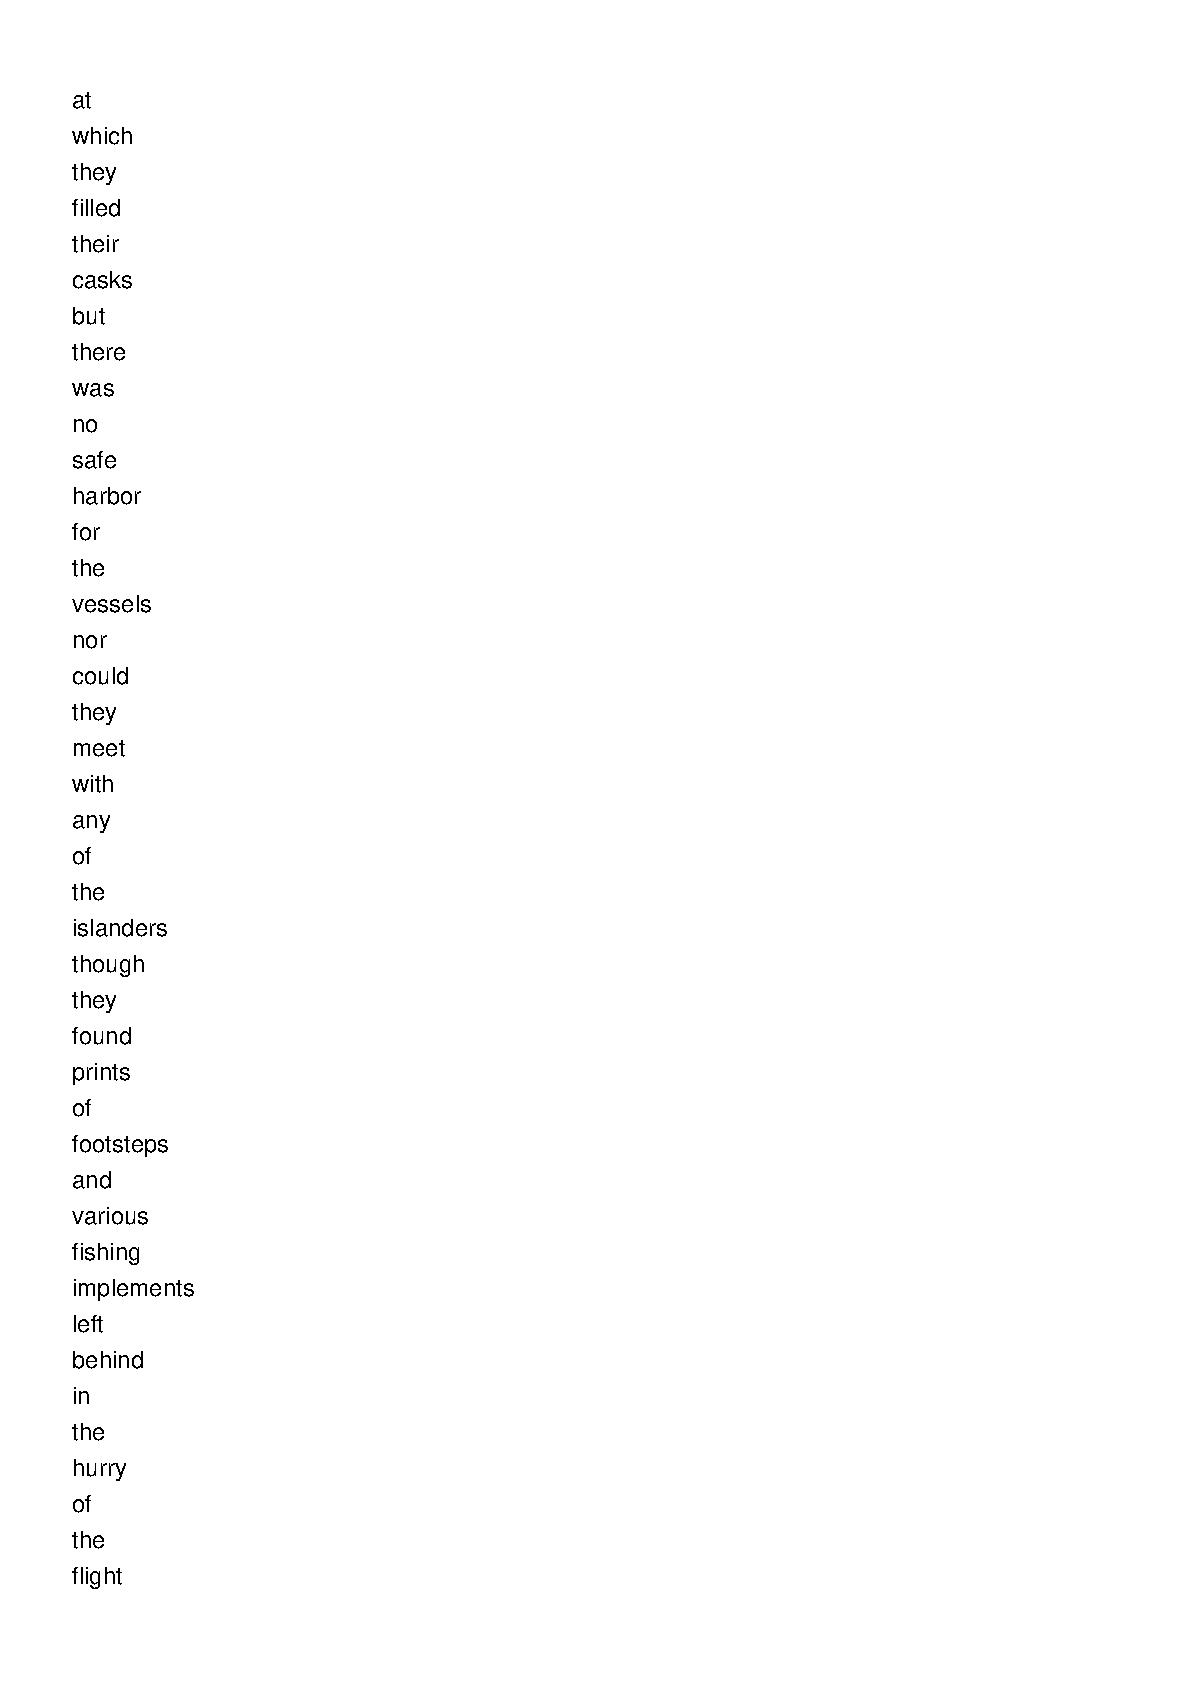 at
which
they
filled
their
casks
but
there
was
no
safe
harbor
for
the
vessels
nor
could
they
meet
with
any
of
the
islanders
though
they
found
prints
of
footsteps
and
various
fishing
implements
left
behind
in
the
hurry
of
the
flight